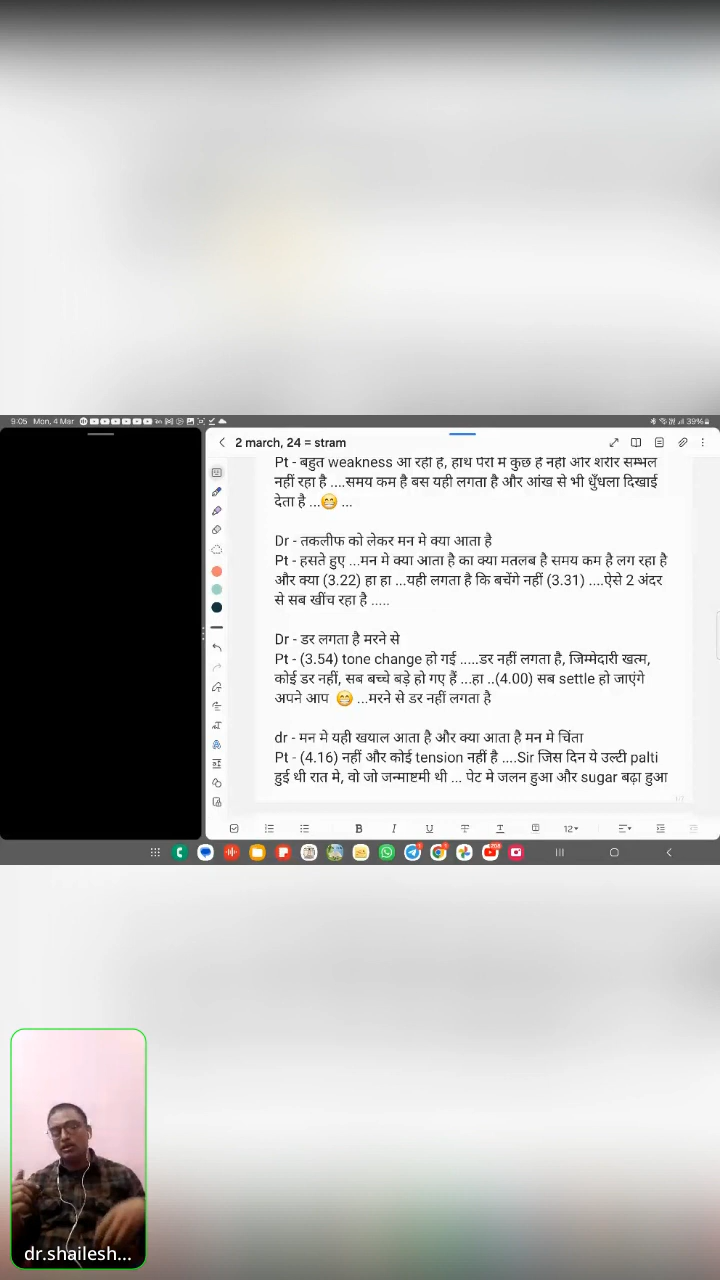 9:05 Mon, 4 Mar
39%
2 march, 24 = stram
Pt - बहुत weakness आ रही है, हाथ पैरों में कुछ है नहीं और शरीर सम्भल
नहीं रहा है ....समय कम है बस यही लगता है और आंख से भी धुँधला दिखाई
देता है ...😁 ...
Dr - तकलीफ को लेकर मन मे क्या आता है
Pt - हसते हुए ...मन मे क्या आता है का क्या मतलब है समय कम है लग रहा है
और क्या (3.22) हा हा ...यही लगता है कि बचेंगे नहीं (3.31) ....ऐसे 2 अंदर
से सब खींच रहा है .....
Dr - डर लगता है मरने से
Pt - (3.54) tone change हो गई .....डर नहीं लगता है, जिम्मेदारी खत्म,
कोई डर नहीं, सब बच्चे बड़े हो गए हैं ...हा ..(4.00) सब settle हो जाएंगे
अपने आप 😁 ...मरने से डर नहीं लगता है
dr - मन मे यही खयाल आता है और क्या आता है मन मे चिंता
Pt - (4.16) नहीं और कोई tension नहीं है ....Sir जिस दिन ये उल्टी palti
हुई थी रात मे, वो जो जन्माष्टमी थी ... पेट मे जलन हुआ और sugar बढ़ा हुआ
1/1
B I U T T 12
dr.shailesh...